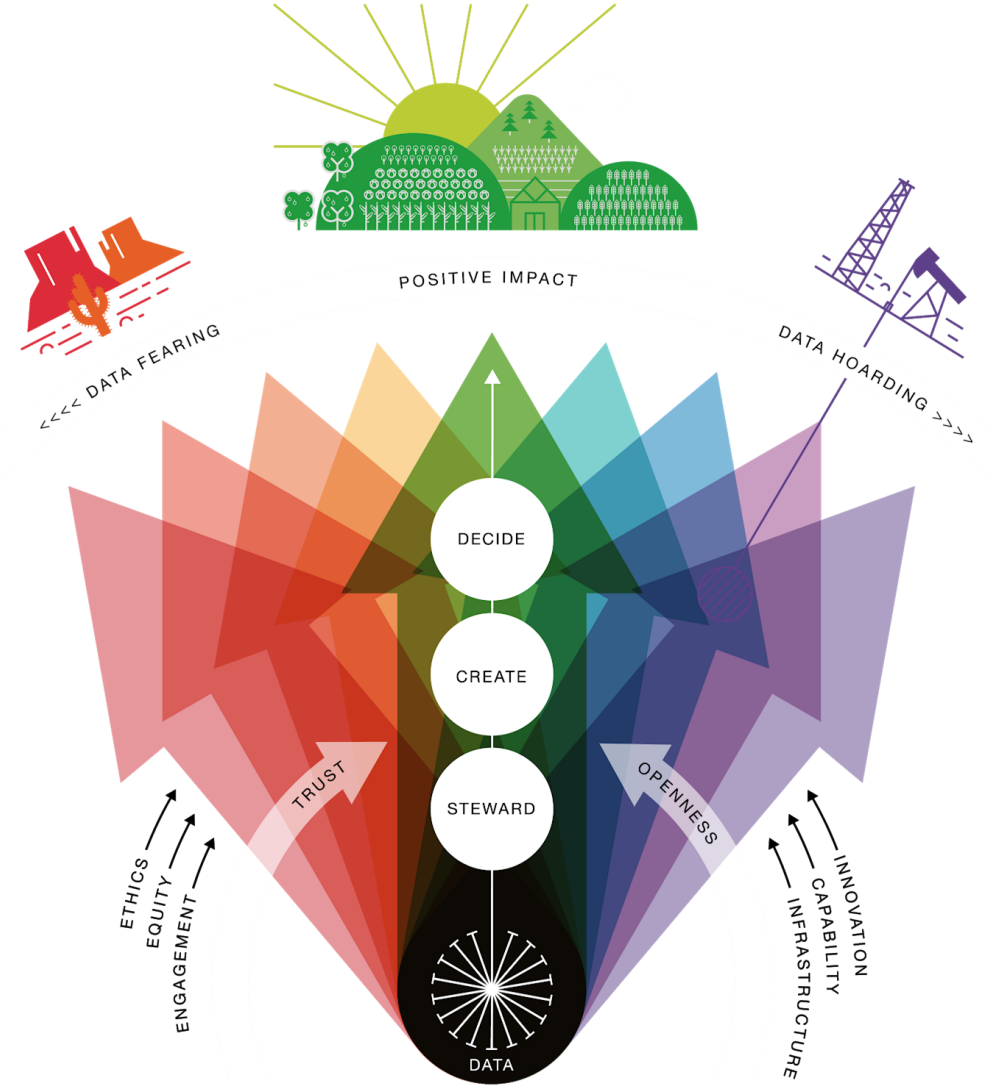 POSITIVE IMPACT
<<<< DATA FEARING
DATA HOARDING >>>>
DECIDE
CREATE
STEWARD
TRUST
OPENNESS
ETHICS
EQUITY
ENGAGEMENT
INNOVATION
CAPABILITY
INFRASTRUCTURE
DATA